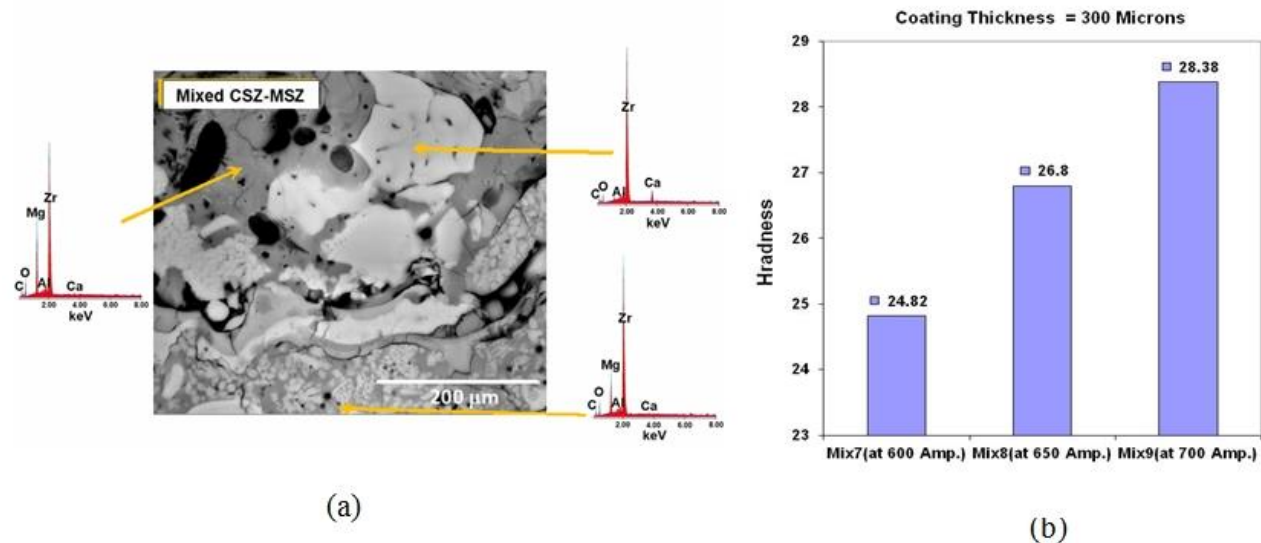 Mixed CSZ-MSZ
Zr
Mg
O
C
Al
Ca
2.00 4.00 6.00 8.00
keV
Zr
C
O
Al
Ca
2.00 4.00 6.00 8.00
keV
Zr
Mg
O
C
Al
Ca
2.00 4.00 6.00 8.00
keV
200 µm
(a)
Coating Thickness = 300 Microns
Hradness
29
28
27
26
25
24
23
24.82
26.8
28.38
Mix7(at 600 Amp.) Mix8(at 650 Amp.) Mix9(at 700 Amp.)
(b)